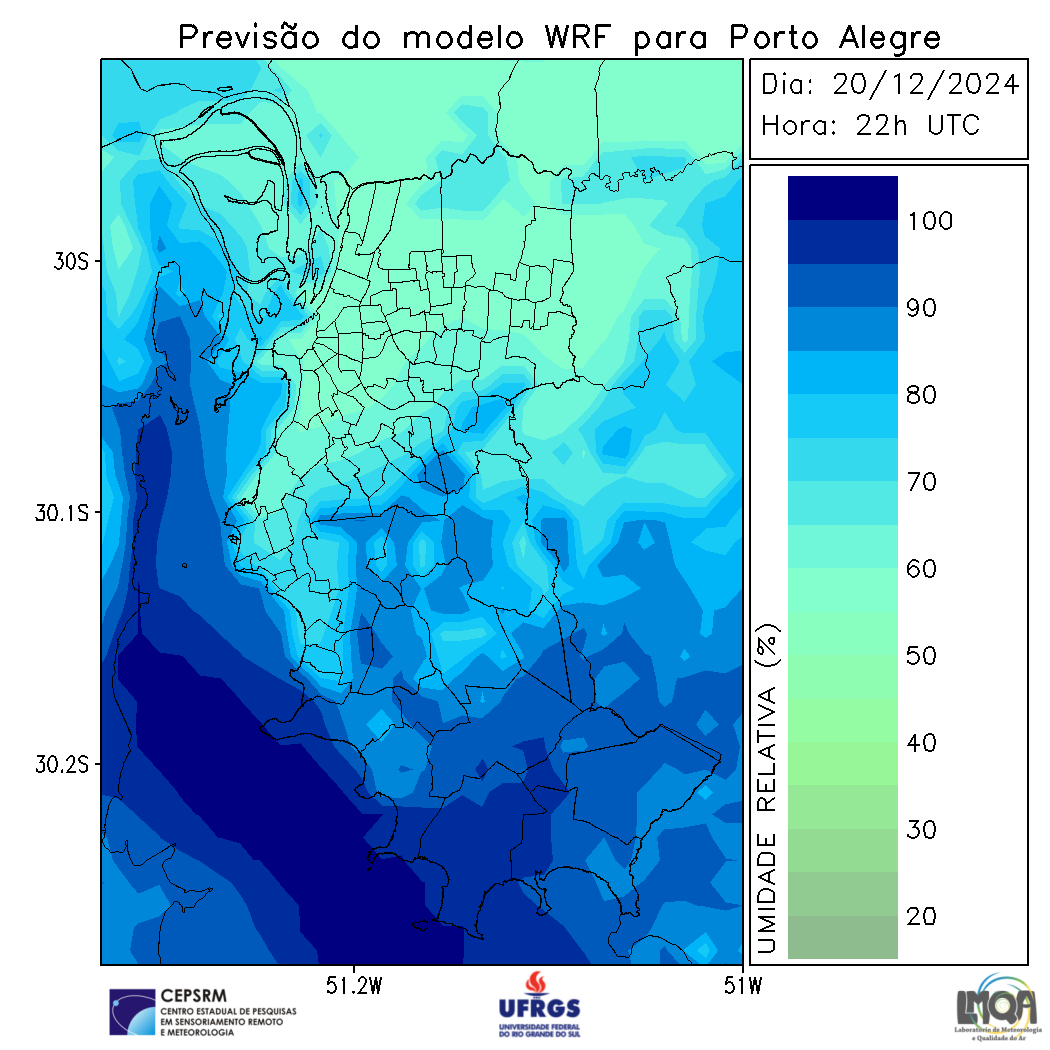 Previsão do modelo WRF para Porto Alegre
Dia: 20/12/2024
Hora: 22h UTC
30S
30.1S
30.2S
51.2W
51W
UMIDADE RELATIVA (%)
100
90
80
70
60
50
40
30
20
CEPSRM
CENTRO ESTADUAL DE PESQUISAS
EM SENSORIAMENTO REMOTO
E METEOROLOGIA
UFRGS
UNIVERSIDADE FEDERAL
DO RIO GRANDE DO SUL
LMQA
Laboratório de Meteorologia
e Qualidade do Ar